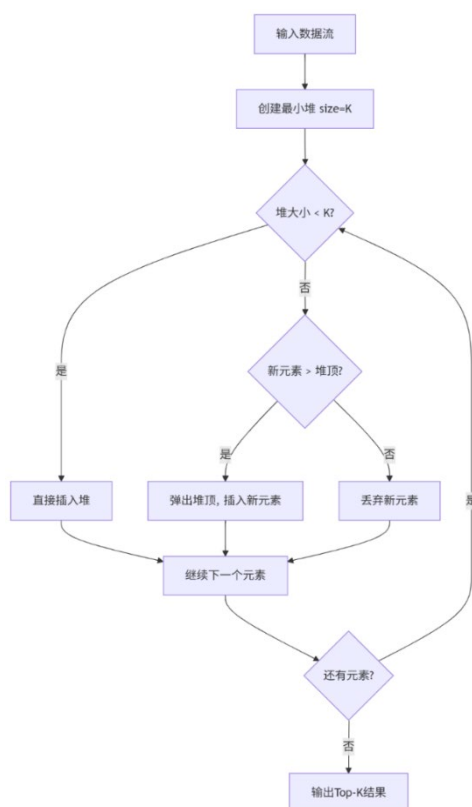 输入数据流
创建最小堆 size=K
堆大小 < K?
否
新元素 > 堆顶?
是
是
否
直接插入堆
弹出堆顶, 插入新元素
丢弃新元素
是
继续下一个元素
还有元素?
否
输出Top-K结果